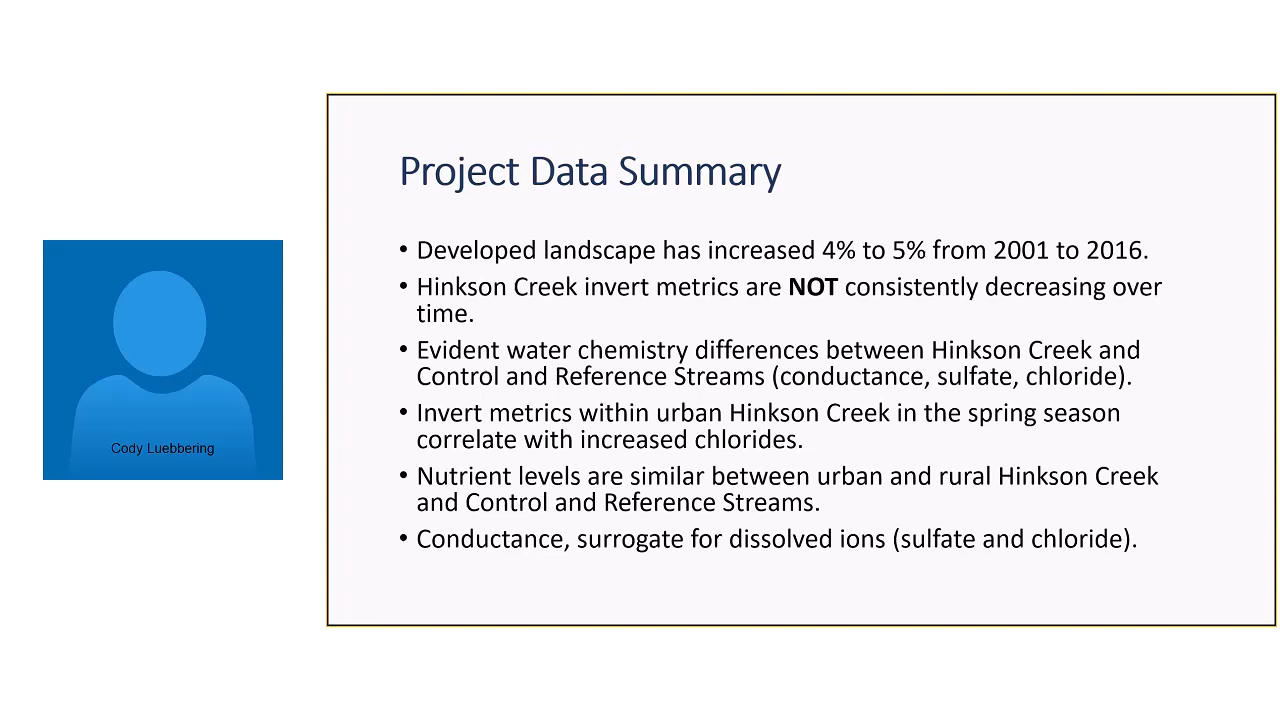 Project Data Summary
• Developed landscape has increased 4% to 5% from 2001 to 2016.
• Hinkson Creek invert metrics are NOT consistently decreasing over
time.
• Evident water chemistry differences between Hinkson Creek and
Control and Reference Streams (conductance, sulfate, chloride).
• Invert metrics within urban Hinkson Creek in the spring season
correlate with increased chlorides.
• Nutrient levels are similar between urban and rural Hinkson Creek
and Control and Reference Streams.
• Conductance, surrogate for dissolved ions (sulfate and chloride).
Cody Luebbering